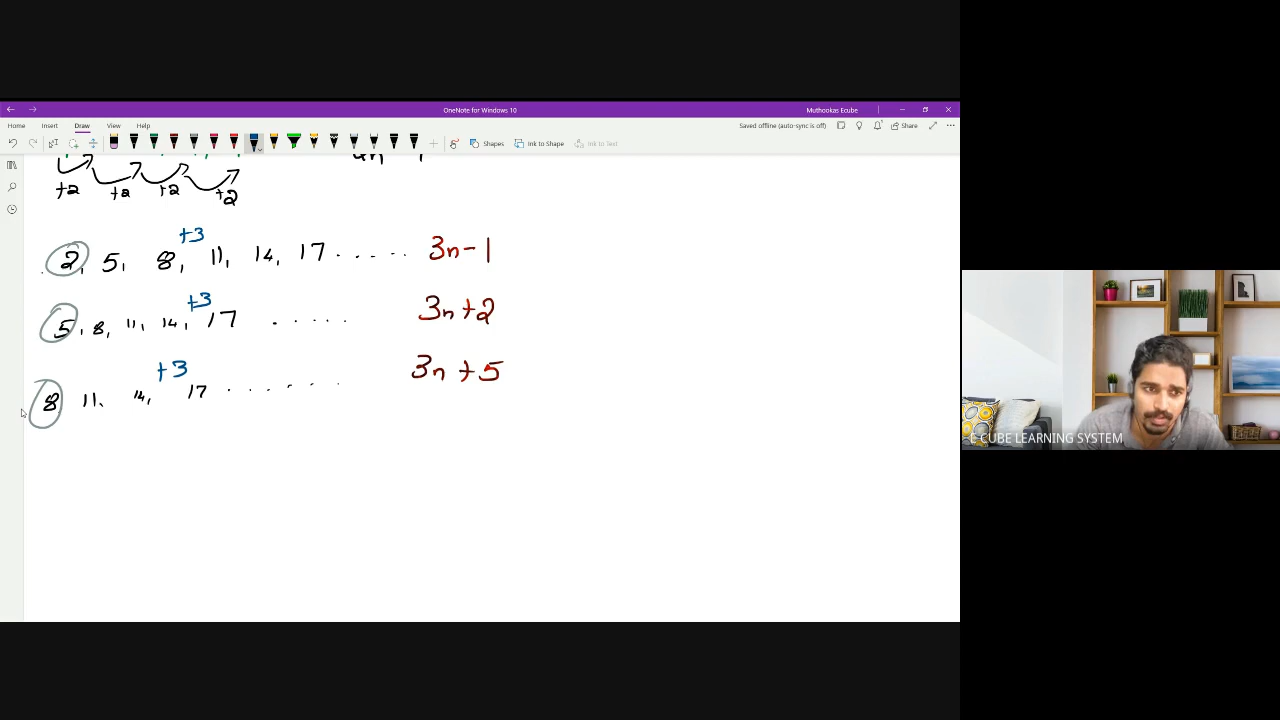 OneNote for Windows 10
Muthookas Ecube
Home Insert Draw View Help
Saved offline (auto-sync is off)
Share
Shapes Ink to Shape Ink to Text
+2 +2 +2 +2
+3
2, 5, 8, 11, 14, 17 ..... 3n-1
+3
5, 8, 11, 14, 17 ..... 3n+2
+3
8 11, 14, 17 ...... 3n+5
E CUBE LEARNING SYSTEM